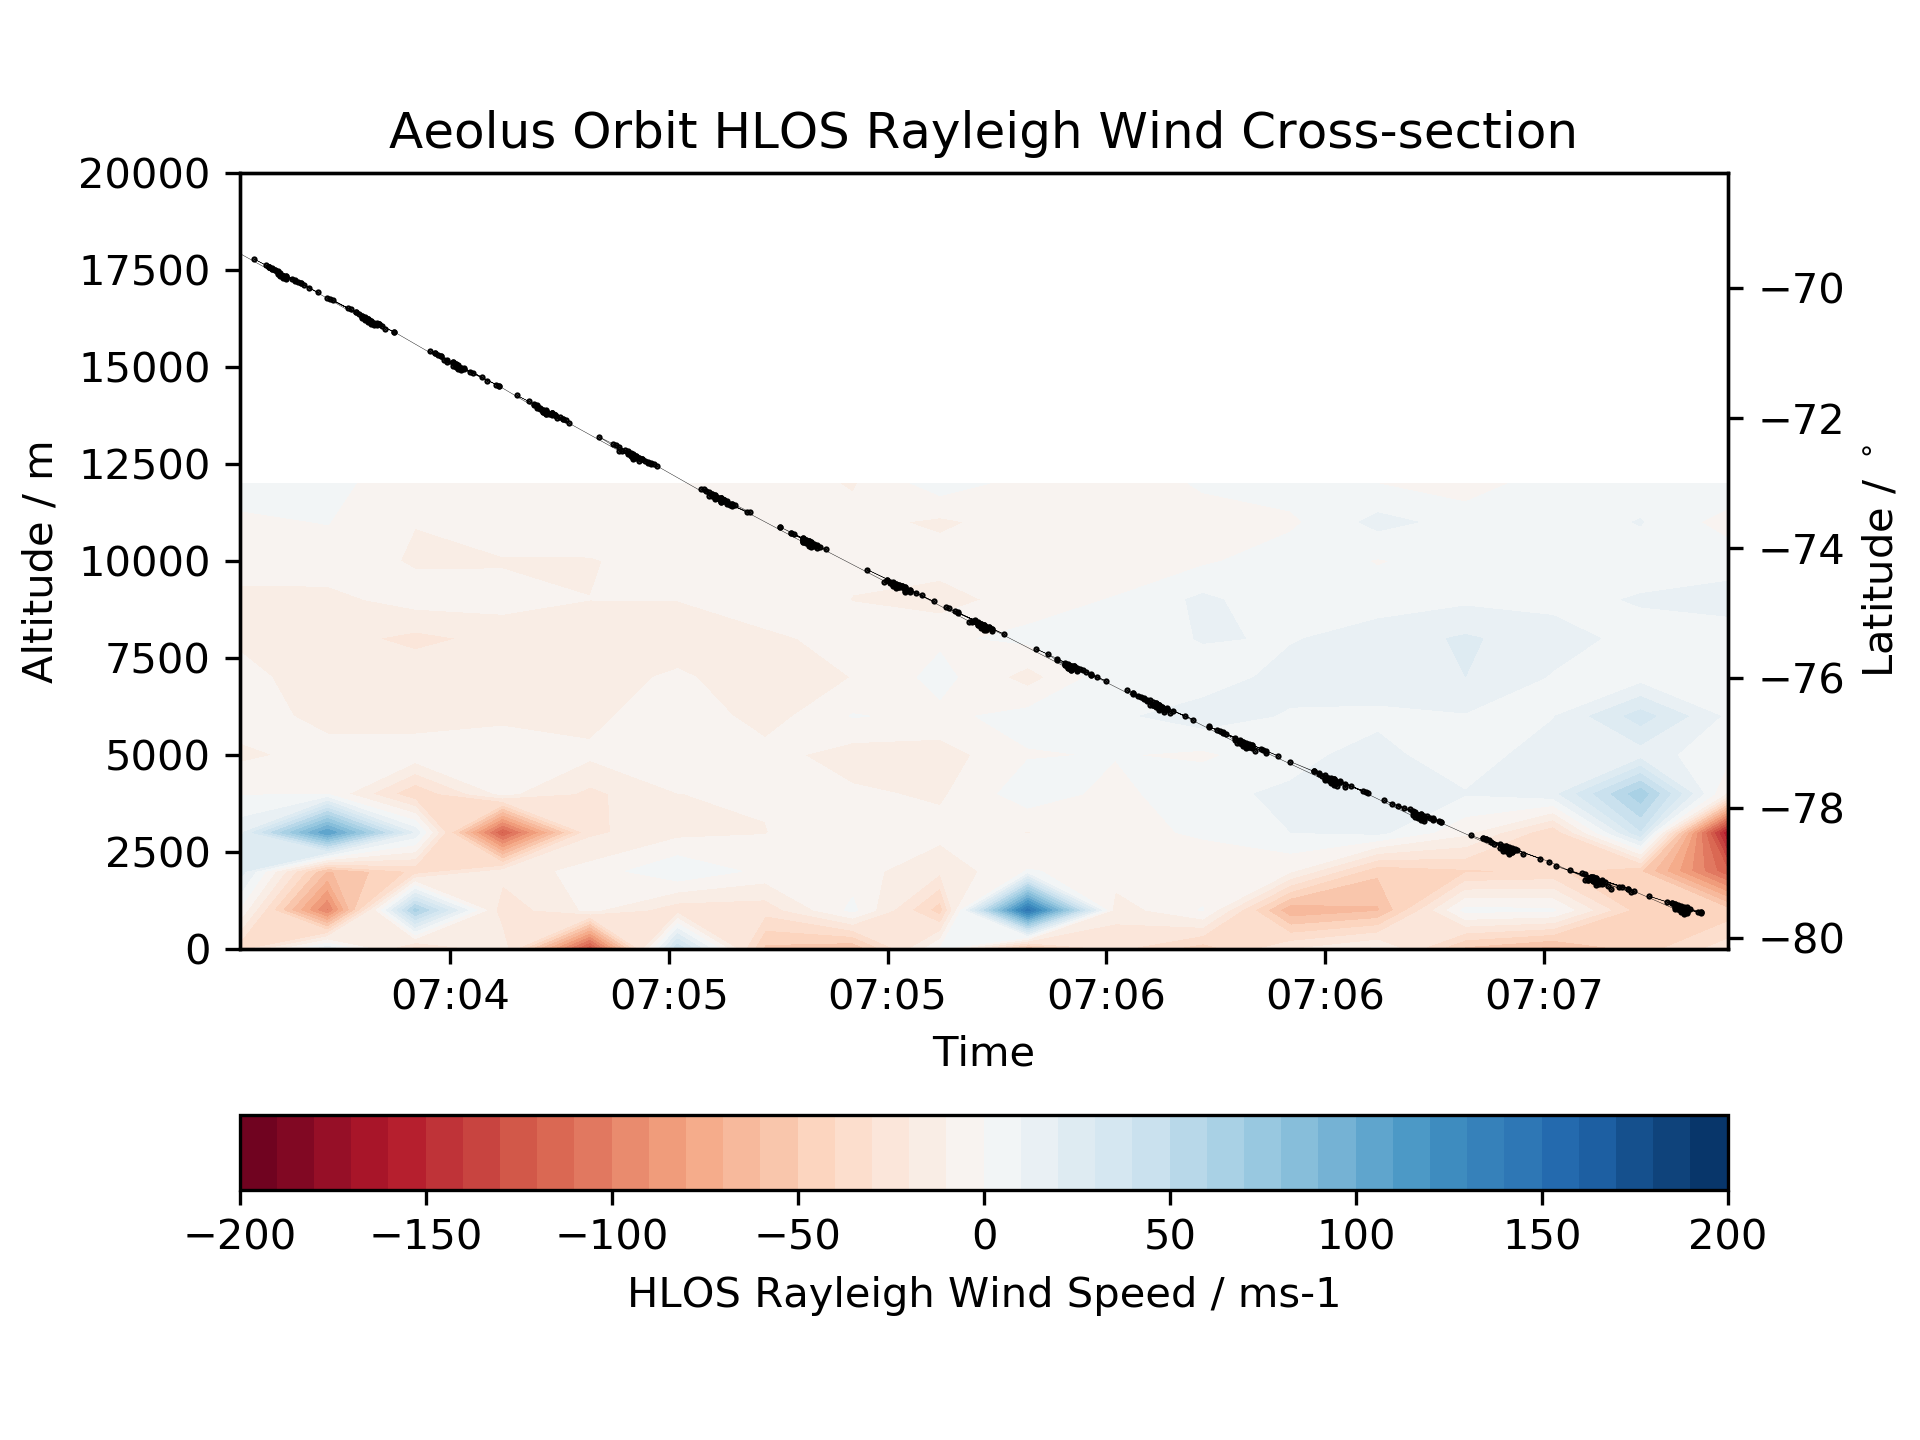 Aeolus Orbit HLOS Rayleigh Wind Cross-section
20000
17500
15000
12500
10000
7500
5000
2500
0
Altitude / m
−70
−72
−74
−76
−78
−80
Latitude / °
07:04 07:05 07:05 07:06 07:06 07:07
Time
−200 −150 −100 −50 0 50 100 150 200
HLOS Rayleigh Wind Speed / ms-1